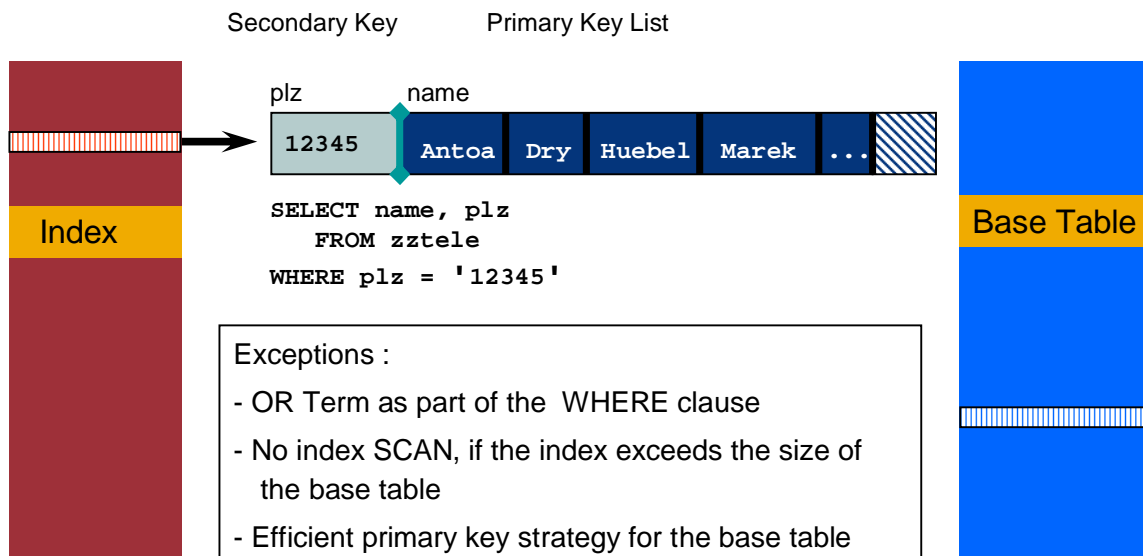 Secondary Key Primary Key List
plz name
12345 Antoa Dry Huebel Marek ...
SELECT name, plz
FROM zztele
WHERE plz = '12345'
Index
Base Table
Exceptions :
- OR Term as part of the WHERE clause
- No index SCAN, if the index exceeds the size of
the base table
- Efficient primary key strategy for the base table